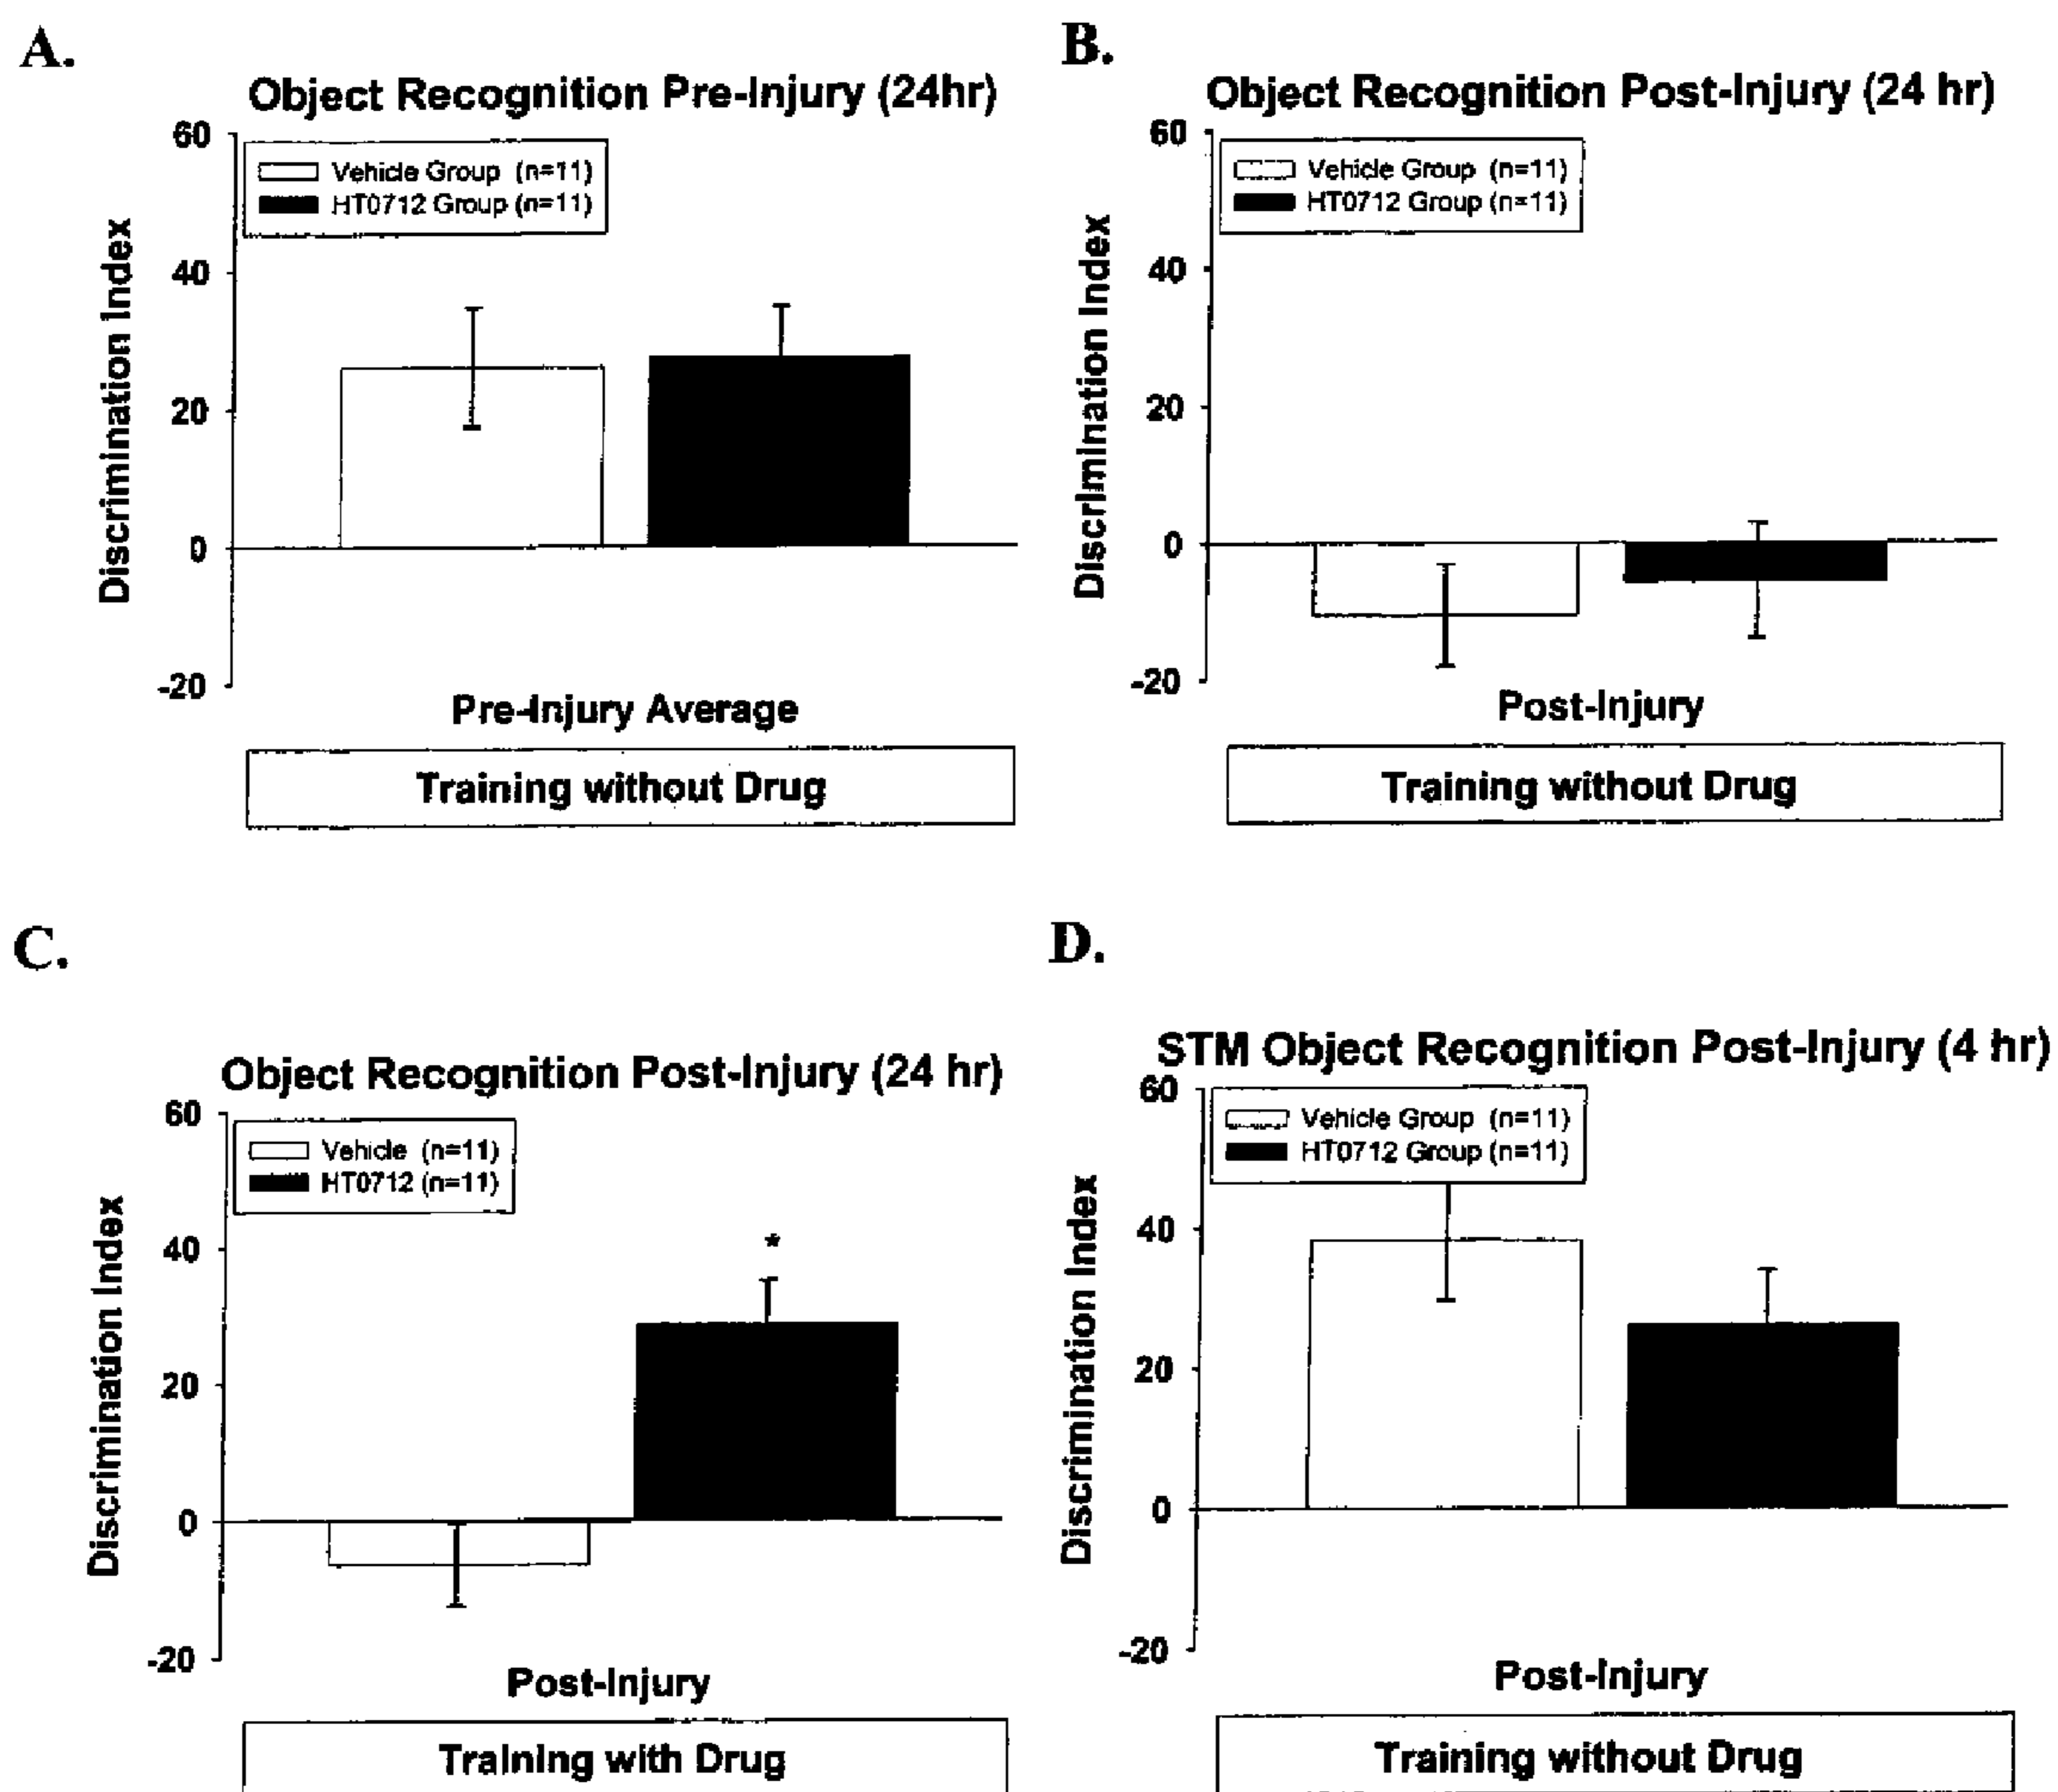 A.
Object Recognition Pre-Injury (24hr)
60
Vehicle Group (n=11)
HT0712 Group (n=11)
40
20
0
-20
Discrimination Index
Pre-Injury Average
Training without Drug
B.
Object Recognition Post-Injury (24 hr)
60
Vehicle Group (n=11)
HT0712 Group (n=11)
40
20
0
-20
Discrimination Index
Post-Injury
Training without Drug
C.
Object Recognition Post-Injury (24 hr)
60
Vehicle (n=11)
HT0712 (n=11)
40
*
20
0
-20
Discrimination Index
Post-Injury
Training with Drug
D.
STM Object Recognition Post-Injury (4 hr)
60
Vehicle Group (n=11)
HT0712 Group (n=11)
40
20
0
-20
Discrimination Index
Post-Injury
Training without Drug